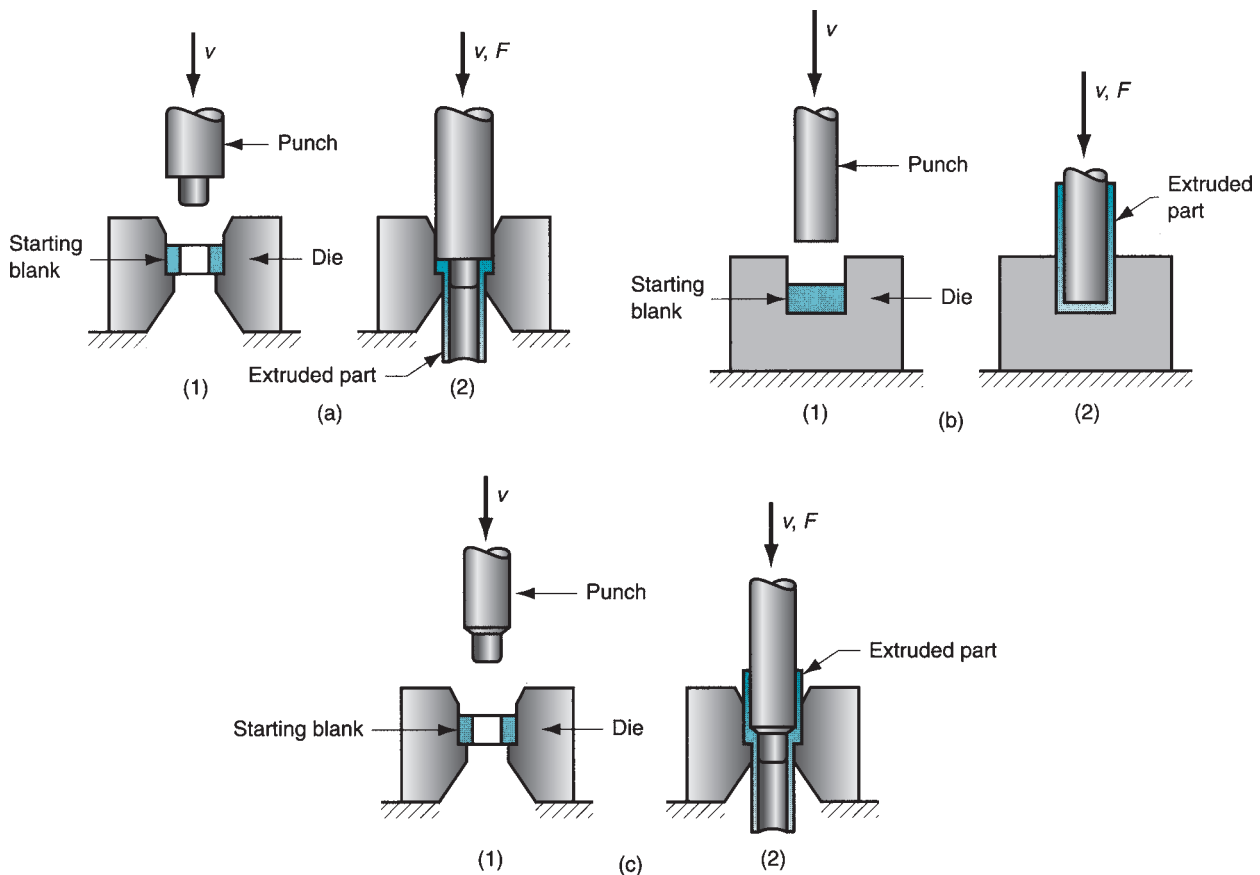 v
Punch
Starting
blank
Die
(1)
v, F
Extruded part
(2)
(a)
v
Punch
Starting
blank
Die
(1)
v, F
Extruded
part
(2)
(b)
v
Punch
Starting blank
Die
(1)
v, F
Extruded part
(2)
(c)